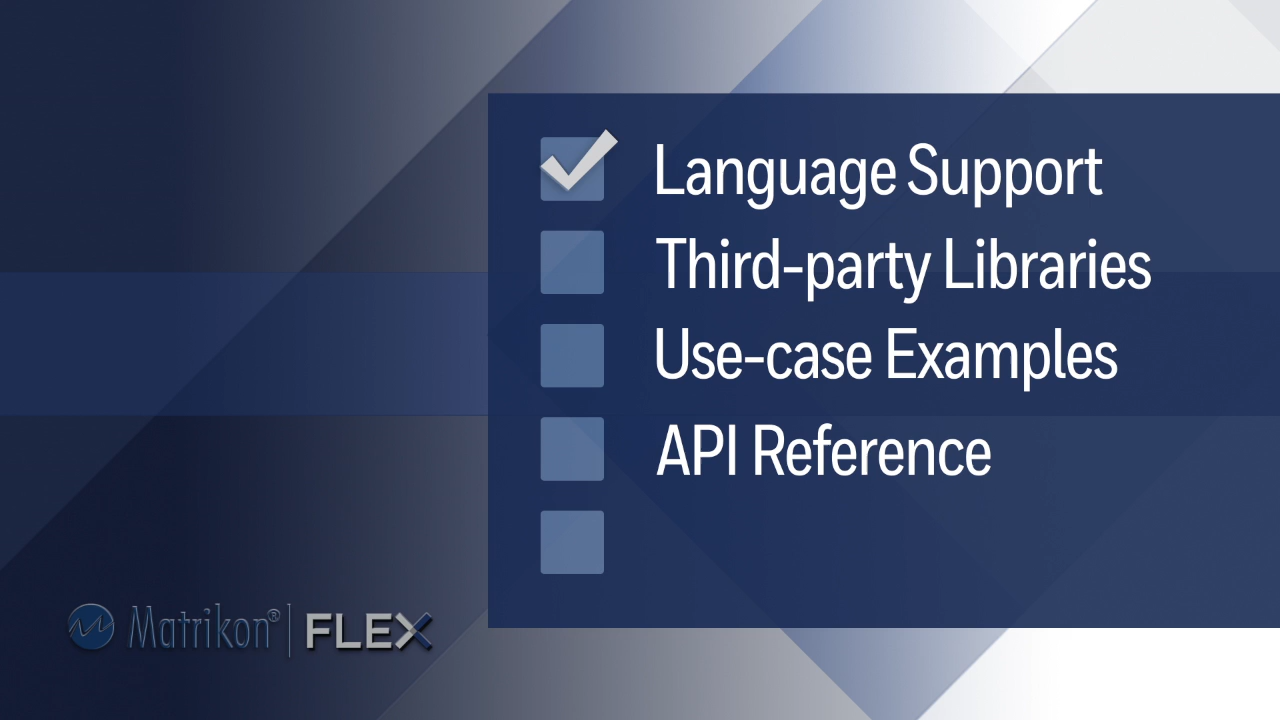 Language Support
Third-party Libraries
Use-case Examples
API Reference
Matrikon® | FLEX